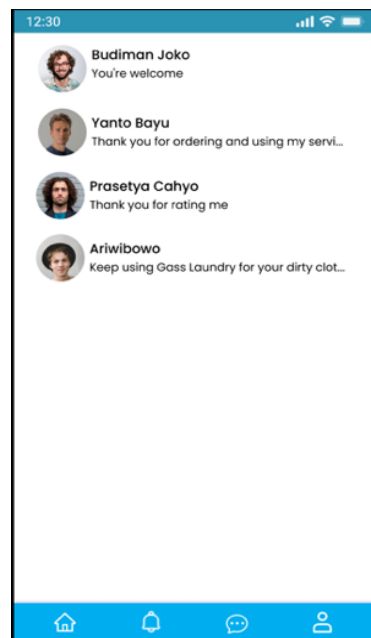 12:30
Budiman Joko
You're welcome
Yanto Bayu
Thank you for ordering and using my servi...
Prasetya Cahyo
Thank you for rating me
Ariwibowo
Keep using Gass Laundry for your dirty clot...